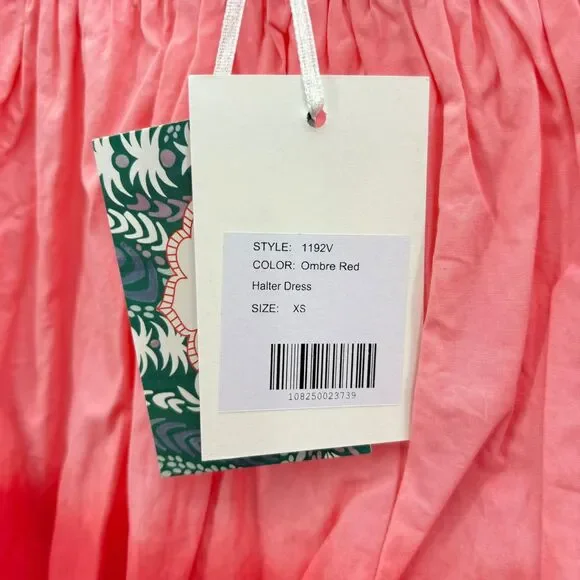 STYLE: 1192V
COLOR: Ombre Red
Halter Dress
SIZE: XS
108250023739